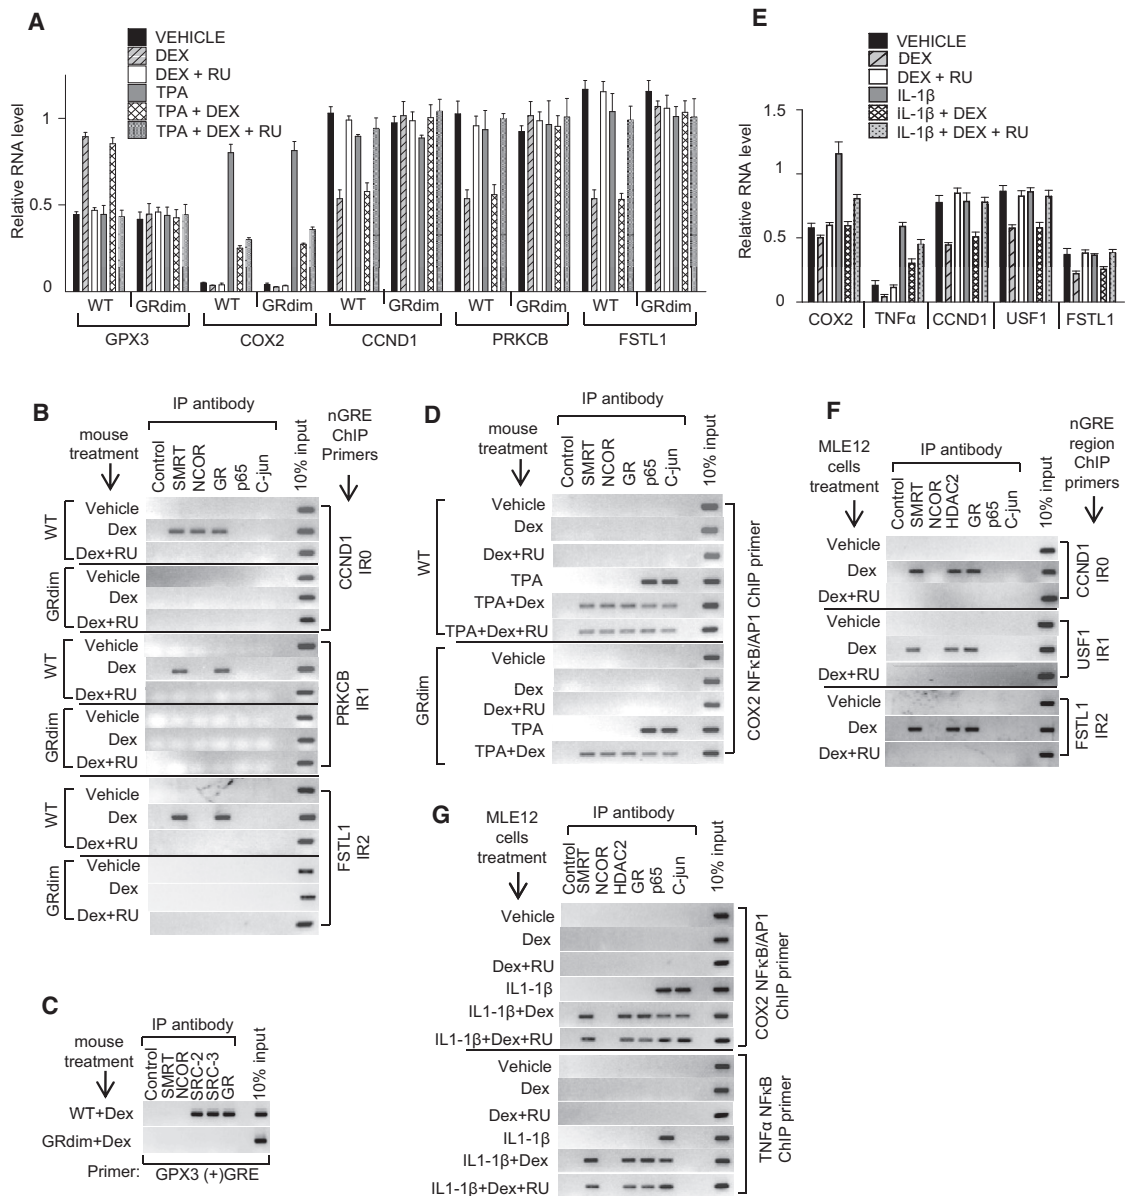 A
VEHICLE
DEX
DEX + RU
TPA
TPA + DEX
TPA + DEX + RU
Relative RNA level
1
0.5
0
WT GRdim WT GRdim WT GRdim WT GRdim WT GRdim
GPX3 COX2 CCND1 PRKCB FSTL1
E
VEHICLE
DEX
DEX + RU
IL-1β
IL-1β + DEX
IL-1β + DEX + RU
Relative RNA level
1.5
1
0.5
0
COX2 TNFα CCND1 USF1 FSTL1
B
IP antibody
mouse
treatment
nGRE
ChIP
Primers
Control
SMRT
NCOR
GR
p65
C-jun
10% input
WT
Vehicle
Dex
Dex+RU
GRdim
Vehicle
Dex
Dex+RU
CCND1
IR0
WT
Vehicle
Dex
Dex+RU
GRdim
Vehicle
Dex
Dex+RU
PRKCB
IR1
WT
Vehicle
Dex
Dex+RU
GRdim
Vehicle
Dex
Dex+RU
FSTL1
IR2
C
IP antibody
mouse
treatment
Control
SMRT
NCOR
SRC-2
SRC-3
GR
10% input
WT+Dex
GRdim+Dex
Primer: GPX3 (+)GRE
D
IP antibody
mouse
treatment
Control
SMRT
NCOR
GR
p65
C-jun
10% input
WT
Vehicle
Dex
Dex+RU
TPA
TPA+Dex
TPA+Dex+RU
GRdim
Vehicle
Dex
Dex+RU
TPA
TPA+Dex
COX2 NFκB/AP1 ChIP primer
F
IP antibody
MLE12
cells
treatment
nGRE
region
ChIP
primers
Control
SMRT
NCOR
HDAC2
GR
p65
C-jun
10% input
Vehicle
Dex
Dex+RU
CCND1
IR0
Vehicle
Dex
Dex+RU
USF1
IR1
Vehicle
Dex
Dex+RU
FSTL1
IR2
G
IP antibody
MLE12
cells
treatment
Control
SMRT
NCOR
HDAC2
GR
p65
C-jun
10% input
Vehicle
Dex
Dex+RU
IL1-1β
IL1-1β+Dex
IL1-1β+Dex+RU
COX2 NFκB/AP1
ChIP primer
Vehicle
Dex
Dex+RU
IL1-1β
IL1-1β+Dex
IL1-1β+Dex+RU
TNFα NFκB
ChIP primer